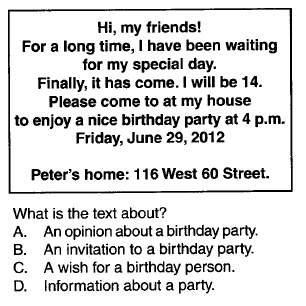 Hi, my friends!
For a long time, I have been waiting
for my special day.
Finally, it has come. I will be 14.
Please come to at my house
to enjoy a nice birthday party at 4 p.m.
Friday, June 29, 2012
Peter's home: 116 West 60 Street.
What is the text about?
A. An opinion about a birthday party.
B. An invitation to a birthday party.
C. A wish for a birthday person.
D. Information about a party.